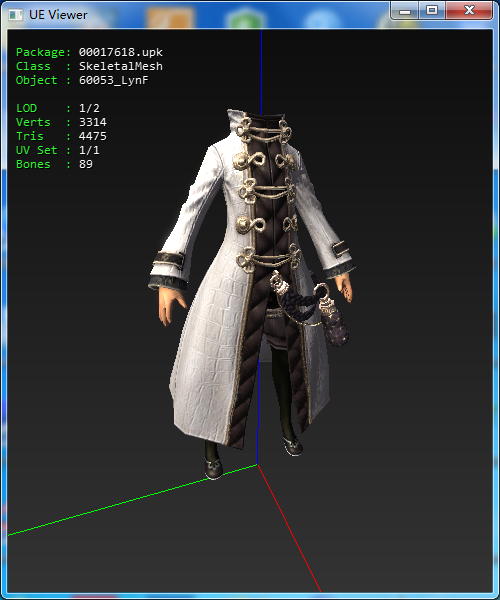 UE Viewer
Package: 00017618.upk
Class : SkeletalMesh
Object : 60053_LynF
LOD : 1/2
Verts : 3314
Tris : 4475
UV Set : 1/1
Bones : 89